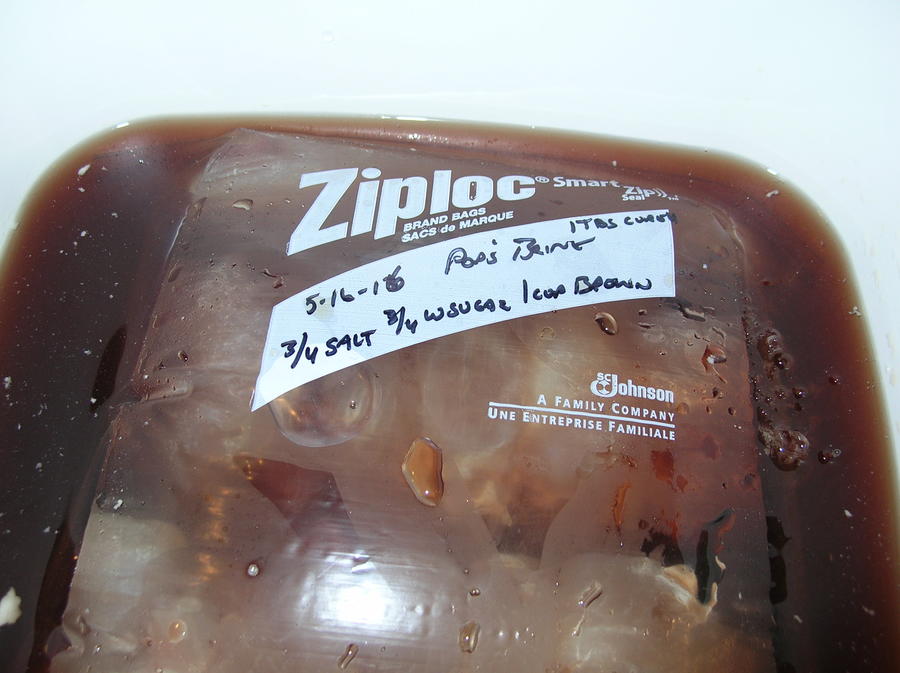 Ziploc® Smart Zip
Seal™
BRAND BAGS
SACS de MARQUE
1 TBS CURE
5-16-16 POP'S BRINE
3/4 SALT 3/4 W SUGAR 1 CUP BROWN
SC Johnson
A FAMILY COMPANY
UNE ENTREPRISE FAMILIALE